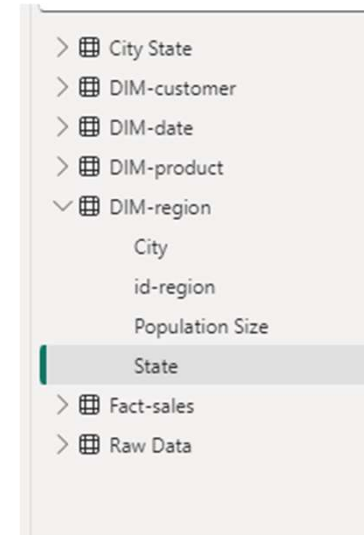 City State
DIM-customer
DIM-date
DIM-product
DIM-region
City
id-region
Population Size
State
Fact-sales
Raw Data